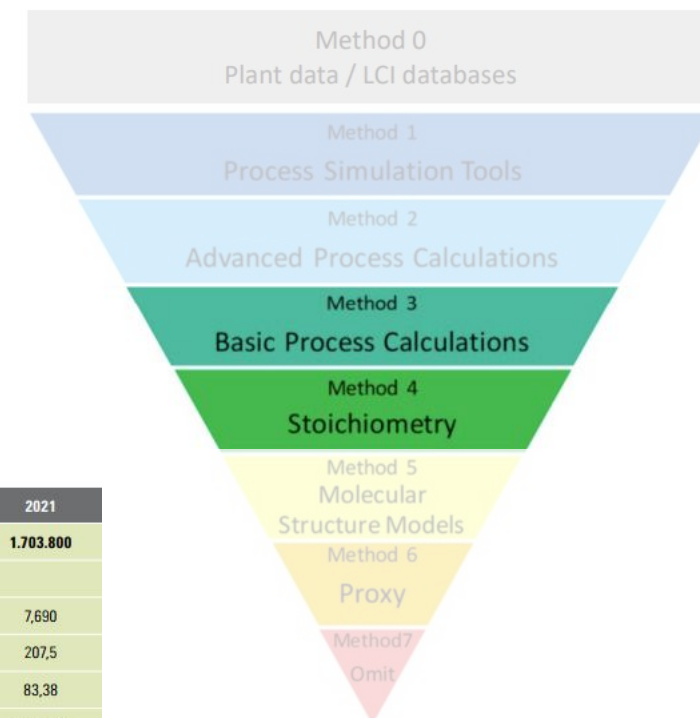 Method 0
Plant data / LCI databases
Method 1
Process Simulation Tools
Method 2
Advanced Process Calculations
Method 3
Basic Process Calculations
Method 4
Stoichiometry
Method 5
Molecular
Structure Models
Method 6
Proxy
Method7
Omit
2021
1.703.800
7,690
207,5
83,38